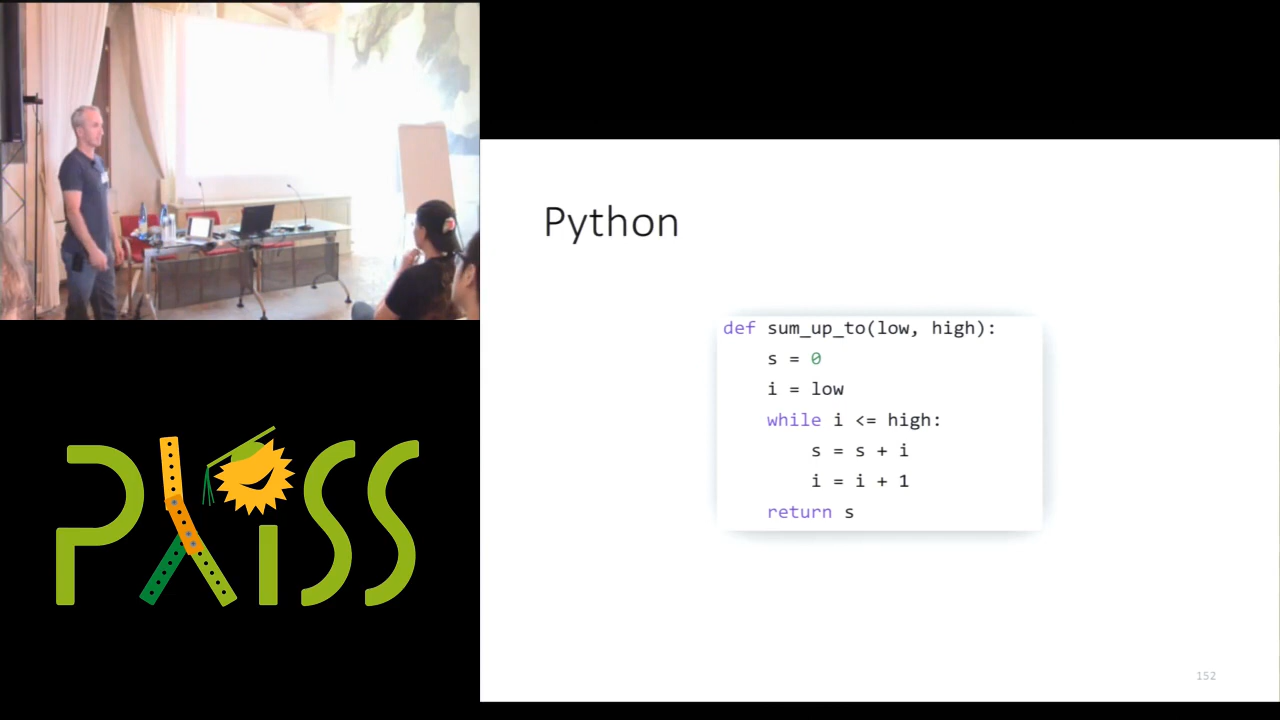 PAISS
Python
def sum_up_to(low, high):
    s = 0
    i = low
    while i <= high:
        s = s + i
        i = i + 1
    return s
152